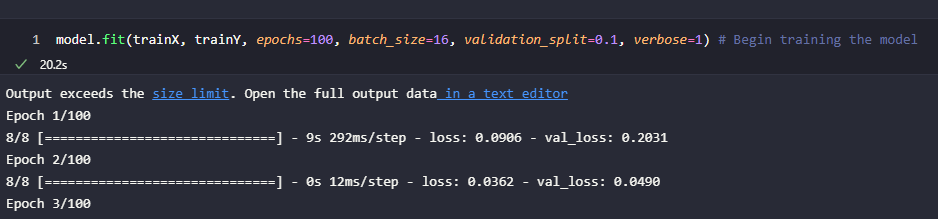 1 model.fit(trainX, trainY, epochs=100, batch_size=16, validation_split=0.1, verbose=1) # Begin training the model
✓ 20.2s
Output exceeds the size limit. Open the full output data in a text editor
Epoch 1/100
8/8 [==============================] - 9s 292ms/step - loss: 0.0906 - val_loss: 0.2031
Epoch 2/100
8/8 [==============================] - 0s 12ms/step - loss: 0.0362 - val_loss: 0.0490
Epoch 3/100